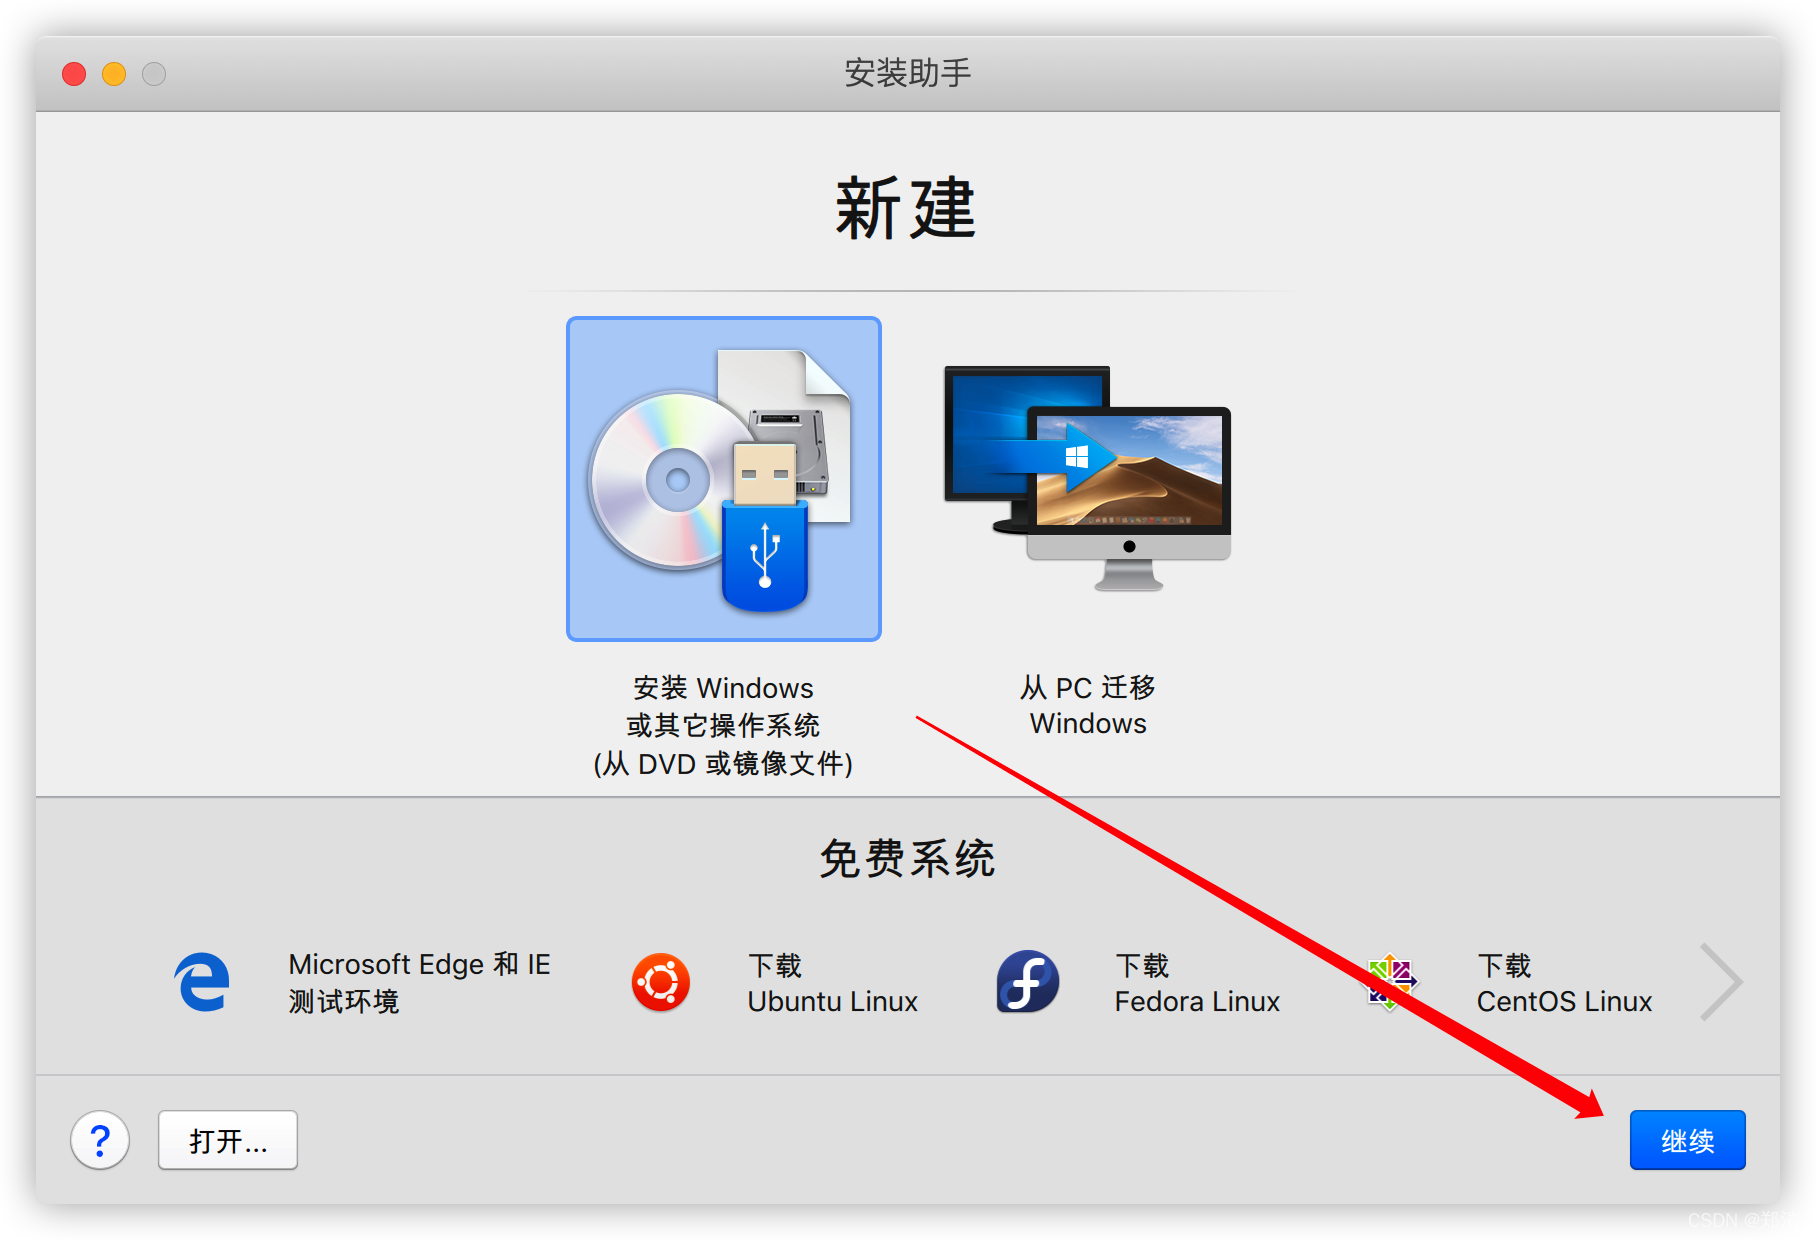 安装助手
新建
安装 Windows
或其它操作系统
(从 DVD 或镜像文件)
从 PC 迁移
Windows
免费系统
Microsoft Edge 和 IE
测试环境
下载
Ubuntu Linux
下载
Fedora Linux
下载
CentOS Linux
?
打开...
继续
CSDN @郑